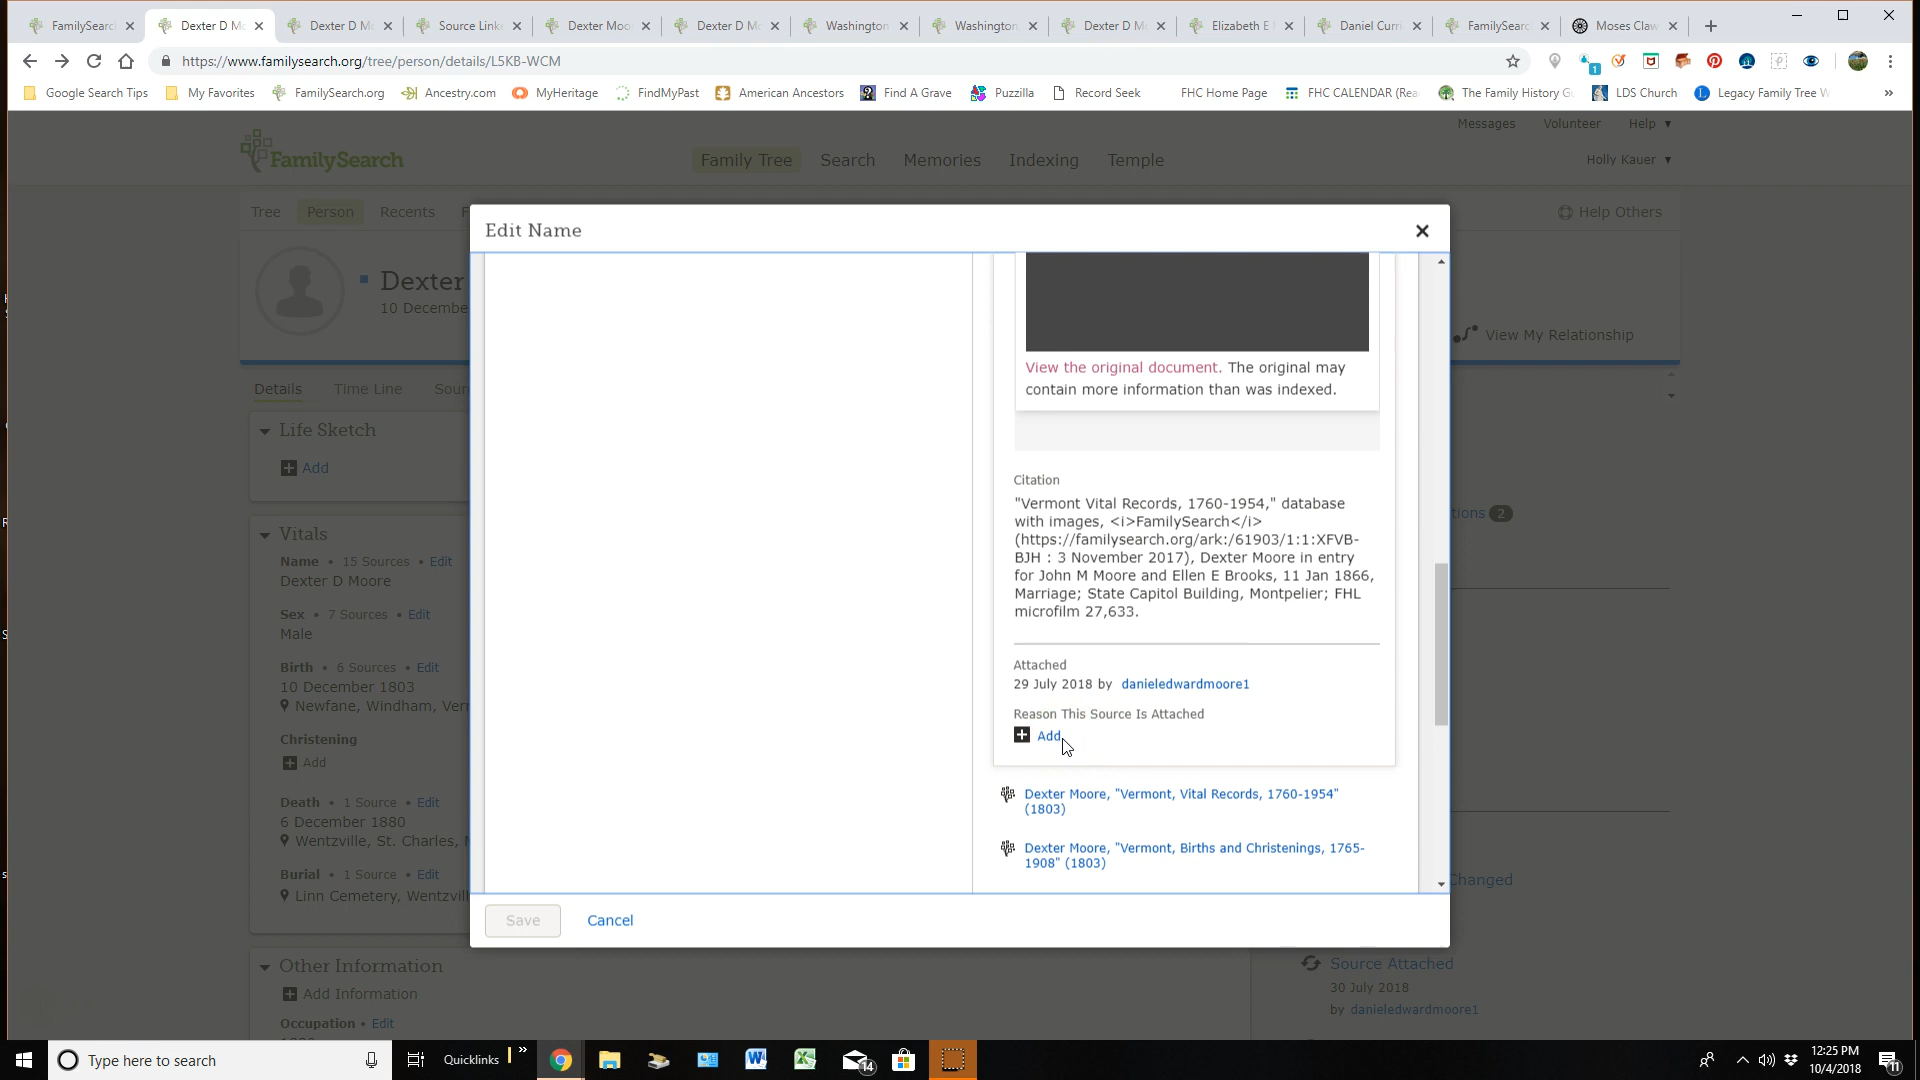 FamilySearc
Dexter D M
Dexter D M
Source Link
Dexter Moo
Dexter D M
Washington
Washington
Dexter D M
Elizabeth E
Daniel Curri
FamilySearc
Moses Claw
https://www.familysearch.org/tree/person/details/L5KB-WCM
1
Google Search Tips
My Favorites
FamilySearch.org
Ancestry.com
MyHeritage
FindMyPast
American Ancestors
Find A Grave
Puzzilla
Record Seek
FHC Home Page
FHC CALENDAR (Rea
The Family History G
LDS Church
Legacy Family Tree W
»
Messages
Volunteer
Help
FamilySearch
Family Tree
Search
Memories
Indexing
Temple
Holly Kauer
Tree
Person
Recents
F
Help Others
Edit Name
Dexter
10 Decembe
View My Relationship
View the original document. The original may
contain more information than was indexed.
Details
Time Line
Sour
Life Sketch
Add
Citation
"Vermont Vital Records, 1760-1954," database
with images, <i>FamilySearch</i>
(https://familysearch.org/ark:/61903/1:1:XFVB-
BJH : 3 November 2017), Dexter Moore in entry
for John M Moore and Ellen E Brooks, 11 Jan 1866,
Marriage; State Capitol Building, Montpelier; FHL
microfilm 27,633.
tions 2
Vitals
Name • 15 Sources • Edit
Dexter D Moore
Sex • 7 Sources • Edit
Male
Birth • 6 Sources • Edit
10 December 1803
Newfane, Windham, Ver
Christening
Add
Death • 1 Source • Edit
6 December 1880
Wentzville, St. Charles,
Burial • 1 Source • Edit
Linn Cemetery, Wentzvill
Attached
29 July 2018 by danieledwardmoore1
Reason This Source Is Attached
Add
Dexter Moore, "Vermont, Vital Records, 1760-1954"
(1803)
Dexter Moore, "Vermont, Births and Christenings, 1765-
1908" (1803)
Changed
Save
Cancel
Other Information
Add Information
Occupation • Edit
Source Attached
30 July 2018
by danieledwardmoore1
Type here to search
Quicklinks
»
14
12:25 PM
10/4/2018
11